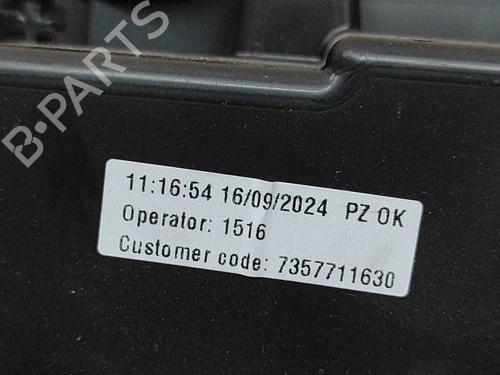 B-PARTS
11:16:54 16/09/2024 PZ OK
Operator: 1516
Customer code: 7357711630